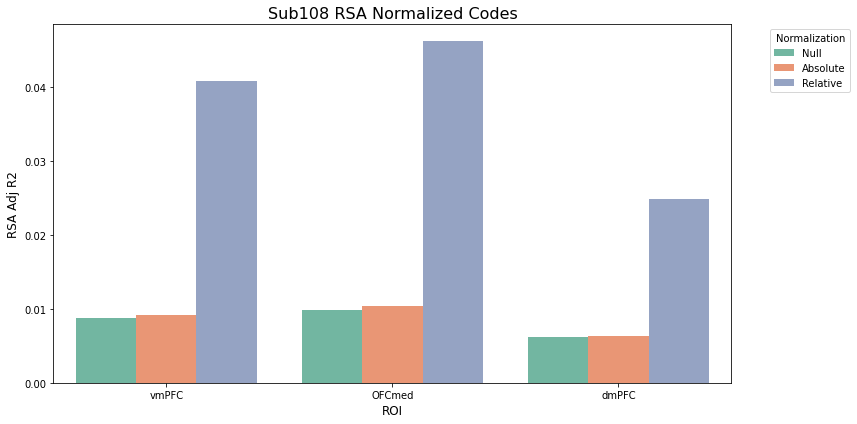 Sub108 RSA Normalized Codes
Normalization
Null
Absolute
Relative
RSA Adj R2
0.04
0.03
0.02
0.01
0.00
vmPFC OFCmed dmPFC
ROI